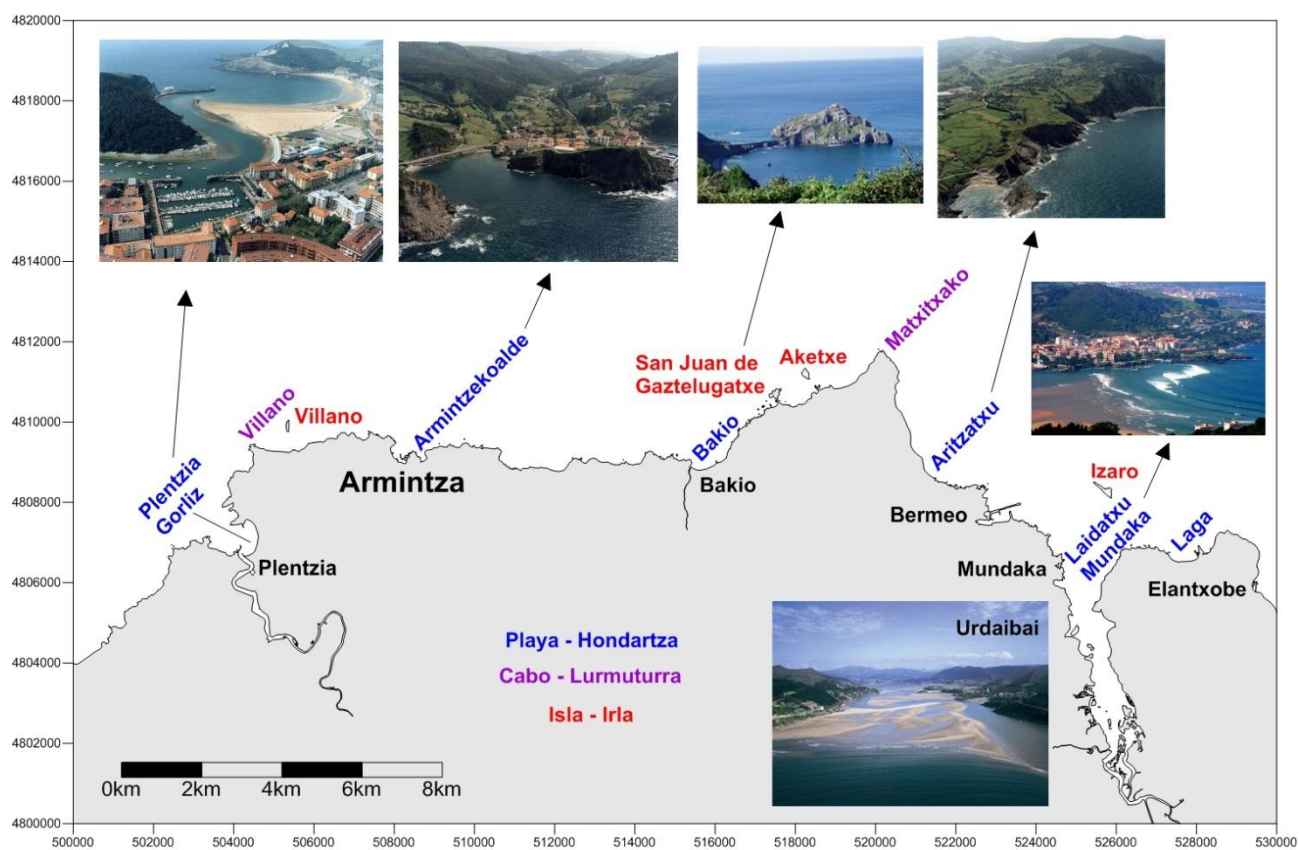 4820000
4818000
4816000
4814000
4812000
4810000
4808000
4806000
4804000
4802000
4800000
Plentzia
Gorliz
Villano
Villano
Armintzekoalde
San Juan de
Gaztelugatxe
Aketxe
Matxitxako
Bakio
Aritzatxu
Izaro
Laidatxu
Mundaka
Laga
Armintza
Bakio
Bermeo
Plentzia
Mundaka
Elantxobe
Urdaibai
Playa - Hondartza
Cabo - Lurmuturra
Isla - Irla
0km 2km 4km 6km 8km
500000 502000 504000 506000 508000 510000 512000 514000 516000 518000 520000 522000 524000 526000 528000 530000